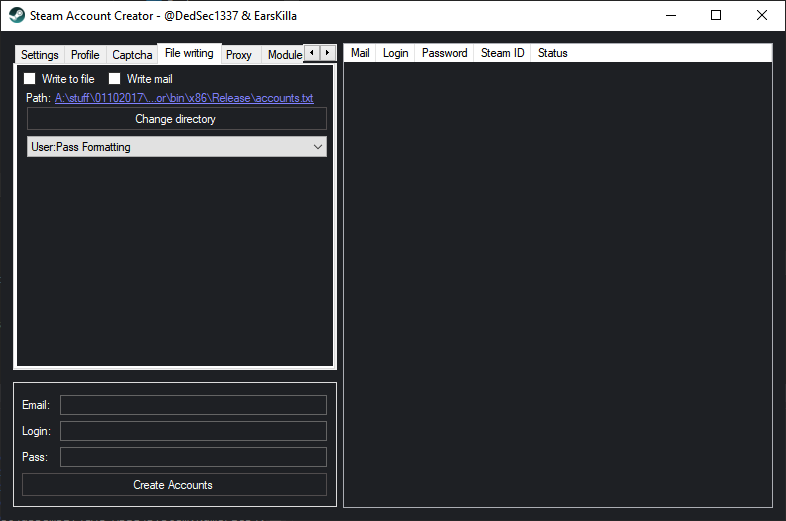 Steam Account Creator - @DedSec1337 & EarsKilla
Settings Profile Captcha File writing Proxy Module
Write to file Write mail
Path: A:\stuff\01102017\...or\bin\x86\Release\accounts.txt
Change directory
User:Pass Formatting
Email:
Login:
Pass:
Create Accounts
Mail Login Password Steam ID Status